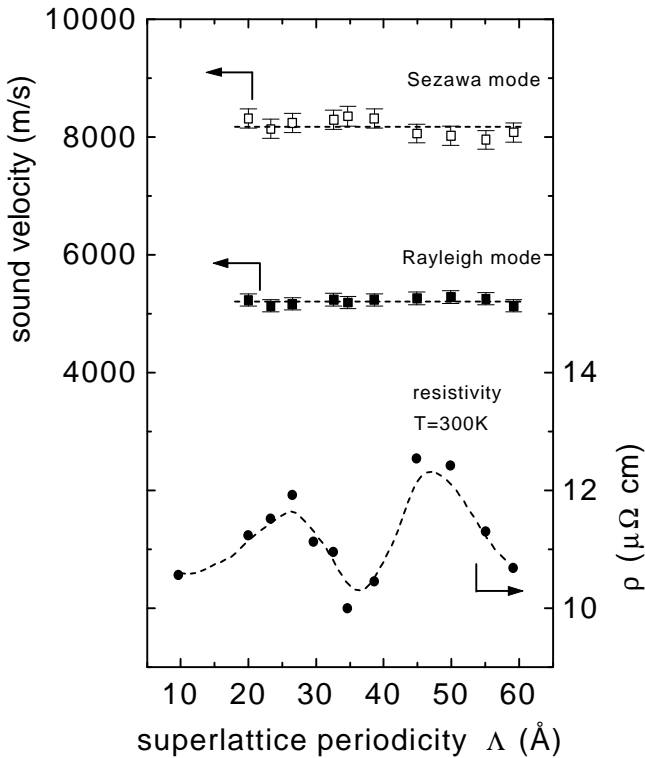 10000
8000
6000
4000
sound velocity (m/s)
Sezawa mode
Rayleigh mode
resistivity
T=300K
14
12
10
ρ (μΩ cm)
10 20 30 40 50 60
superlattice periodicity Λ (Å)